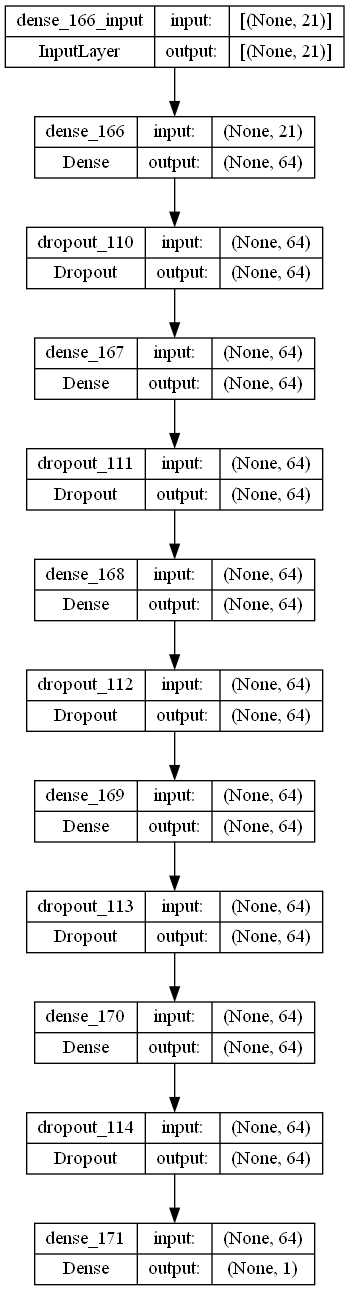 dense_166_input input: [(None, 21)]
InputLayer output: [(None, 21)]
dense_166 input: (None, 21)
Dense output: (None, 64)
dropout_110 input: (None, 64)
Dropout output: (None, 64)
dense_167 input: (None, 64)
Dense output: (None, 64)
dropout_111 input: (None, 64)
Dropout output: (None, 64)
dense_168 input: (None, 64)
Dense output: (None, 64)
dropout_112 input: (None, 64)
Dropout output: (None, 64)
dense_169 input: (None, 64)
Dense output: (None, 64)
dropout_113 input: (None, 64)
Dropout output: (None, 64)
dense_170 input: (None, 64)
Dense output: (None, 64)
dropout_114 input: (None, 64)
Dropout output: (None, 64)
dense_171 input: (None, 64)
Dense output: (None, 1)